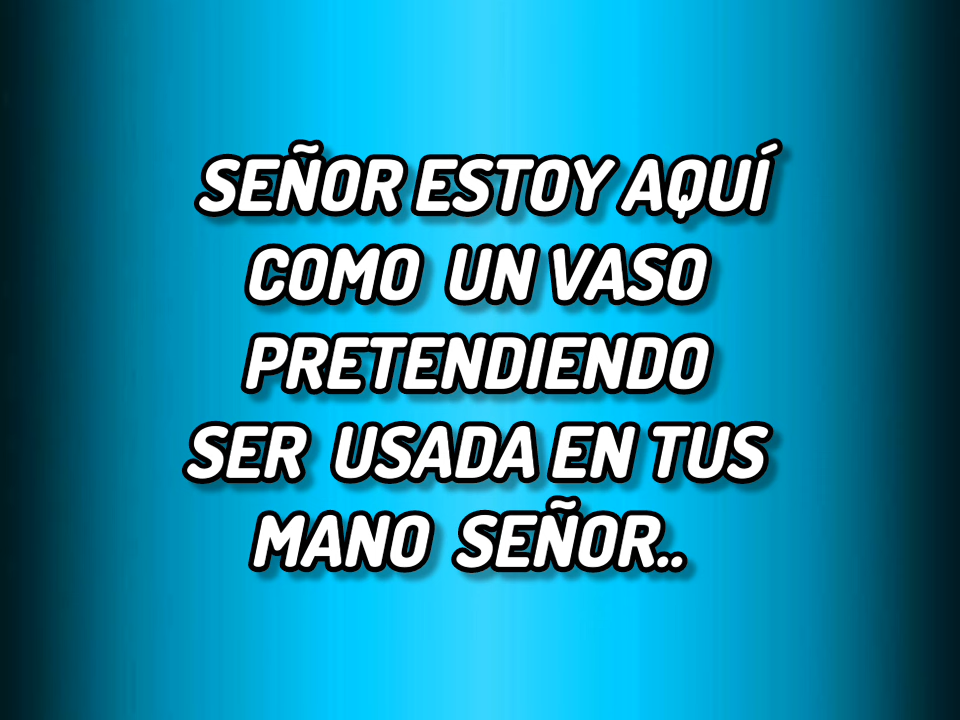 SEÑOR ESTOY AQUÍ
COMO UN VASO
PRETENDIENDO
SER USADA EN TUS
MANO SEÑOR..